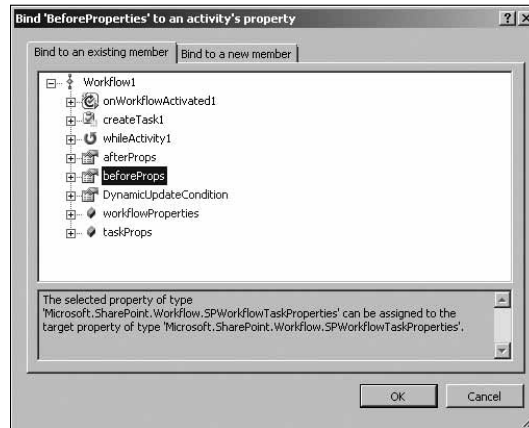 Bind 'BeforeProperties' to an activity's property
Bind to an existing member
Bind to a new member
Workflow1
onWorkflowActivated1
createTask1
whileActivity1
afterProps
beforeProps
DynamicUpdateCondition
workflowProperties
taskProps
The selected property of type
'Microsoft.SharePoint.Workflow.SPWorkflowTaskProperties' can be assigned to the
target property of type 'Microsoft.SharePoint.Workflow.SPWorkflowTaskProperties'.
OK
Cancel